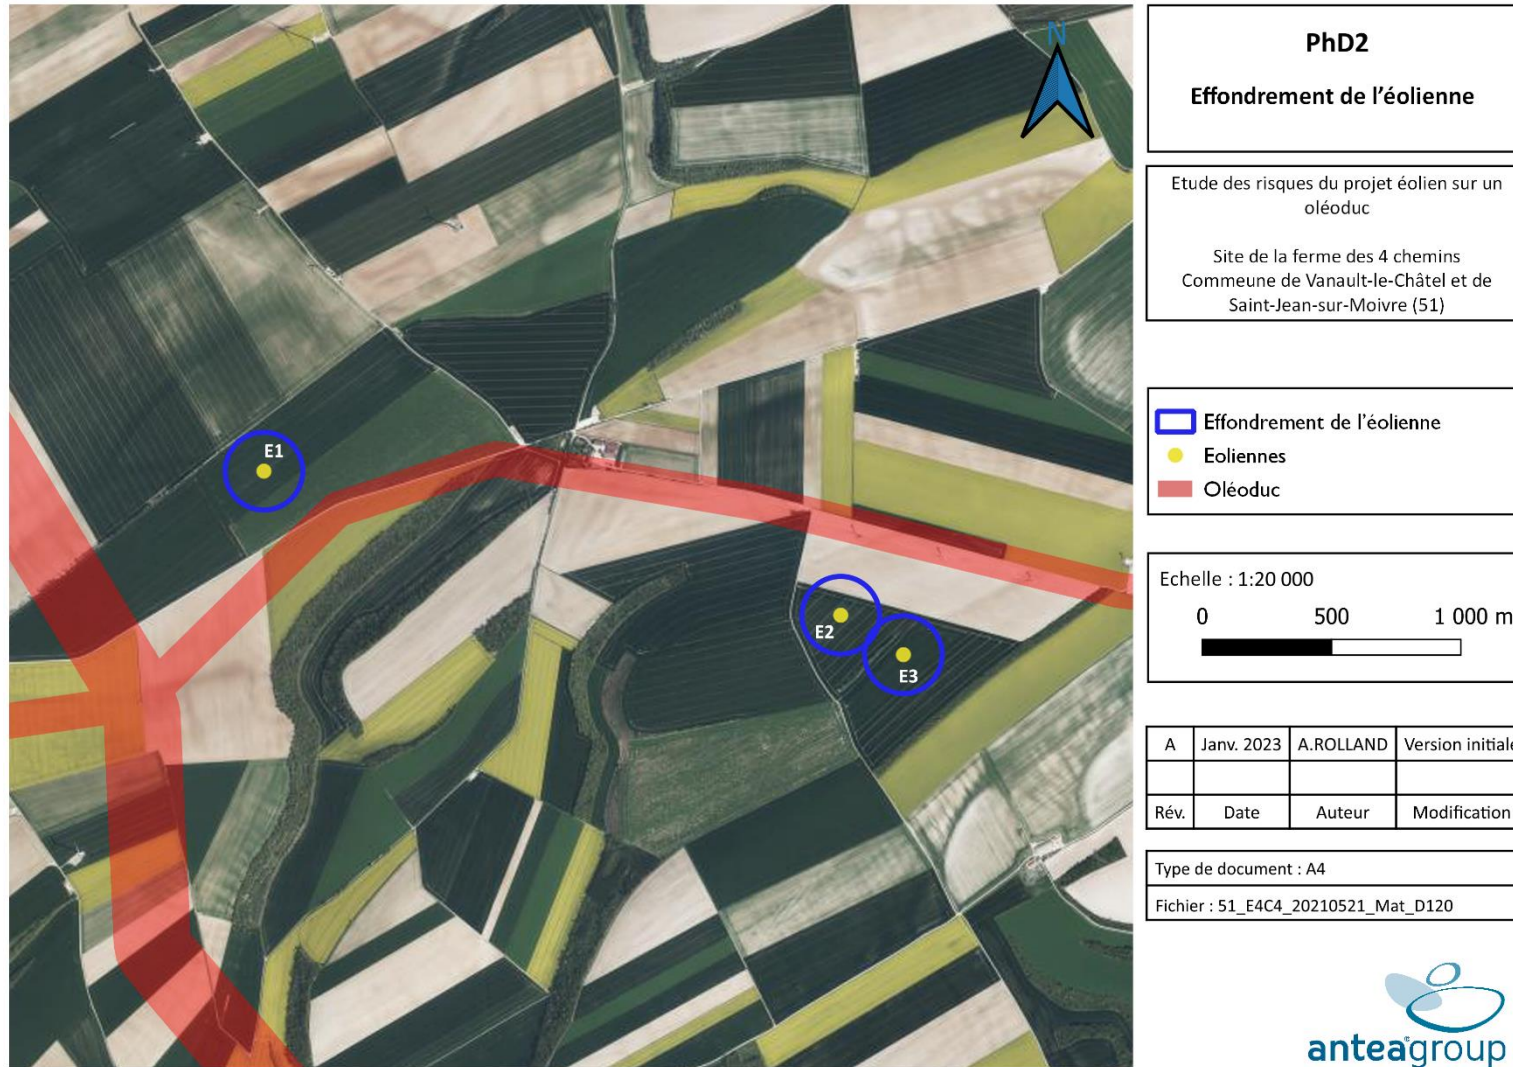 N
E1
E2
E3
PhD2
Effondrement de l'éolienne
Etude des risques du projet éolien sur un
oléoduc
Site de la ferme des 4 chemins
Commeune de Vanault-le-Châtel et de
Saint-Jean-sur-Moivre (51)
Effondrement de l'éolienne
Eoliennes
Oléoduc
Echelle : 1:20 000
0 500 1 000 m
A Janv. 2023 A.ROLLAND Version initiale
Rév. Date Auteur Modification
Type de document : A4
Fichier : 51_E4C4_20210521_Mat_D120
anteagroup